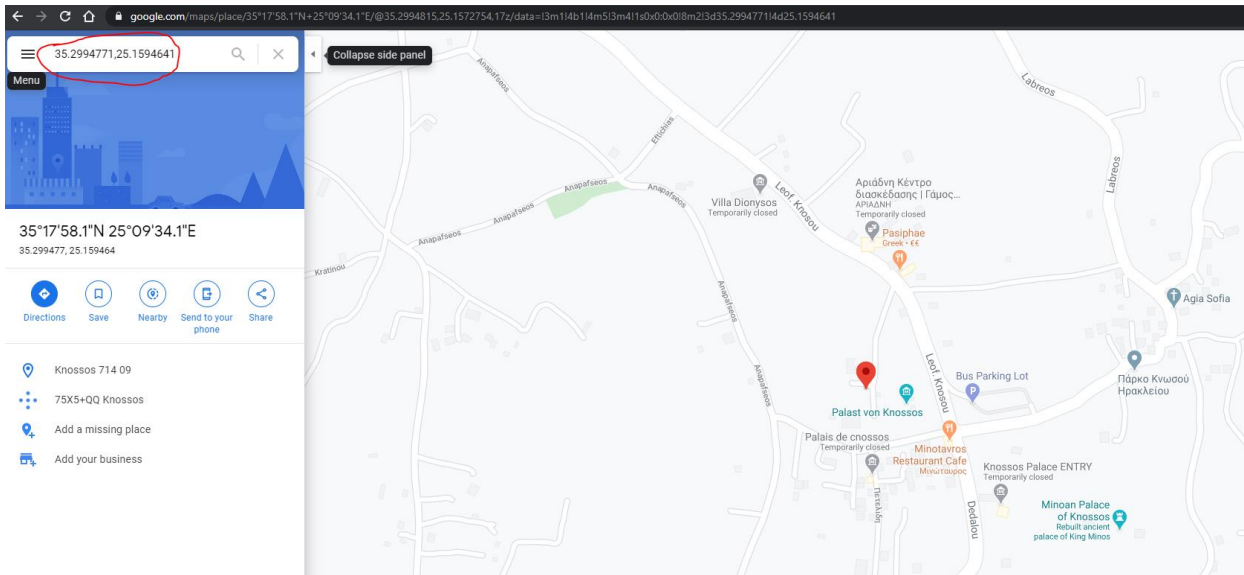 google.com/maps/place/35°17'58.1"N+25°09'34.1"E/@35.2994815,25.1572754,17z/data=!3m1!4b1!4m5!3m4!1s0x0:0x0!8m2!3d35.2994771!4d25.1594641
35.2994771,25.1594641
Collapse side panel
Menu
35°17'58.1"N 25°09'34.1"E
35.299477, 25.159464
Directions
Save
Nearby
Send to your
phone
Share
Knossos 714 09
75X5+QQ Knossos
Add a missing place
Add your business
Anapafseos
Labreos
Eftichias
Labreos
Anapafseos
Anapafseos
Anapafseos
Anapafseos
Kratinou
Villa Dionysos
Temporarily closed
Leof. Knosou
Αριάδνη Κέντρο
διασκέδασης | Γάμος...
ΑΡΙΑΔΝΗ
Temporarily closed
Pasiphae
Greek • €€
Agia Sofia
Anapafseos
Anapafseos
Leof. Knosou
Bus Parking Lot
Πάρκο Κνωσού
Ηρακλείου
Palast von Knossos
Palais de cnossos
Temporarily closed
Minotavros
Restaurant Cafe
Μινώταυρος
Knossos Palace ENTRY
Temporarily closed
Πετελίδη
Dedalou
Minoan Palace
of Knossos
Rebuilt ancient
palace of King Minos